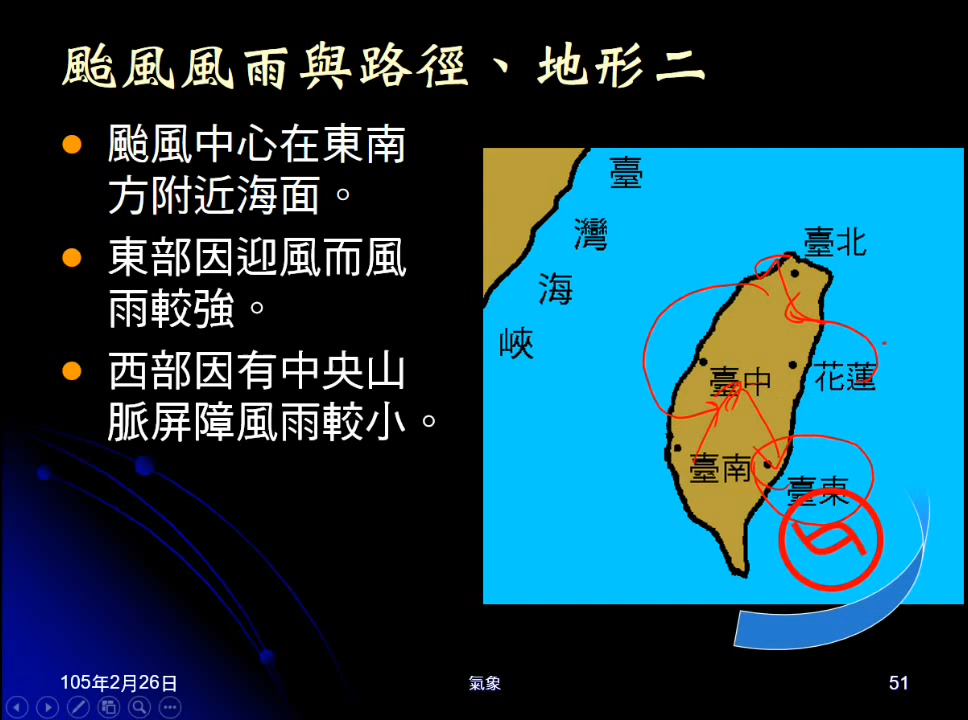 颱風風雨與路徑、地形二
颱風中心在東南
方附近海面。
東部因迎風而風
雨較強。
西部因有中央山
脈屏障風雨較小。
臺
灣
海
峽
臺北
臺中
花蓮
臺南
臺東
105年2月26日
氣象
51